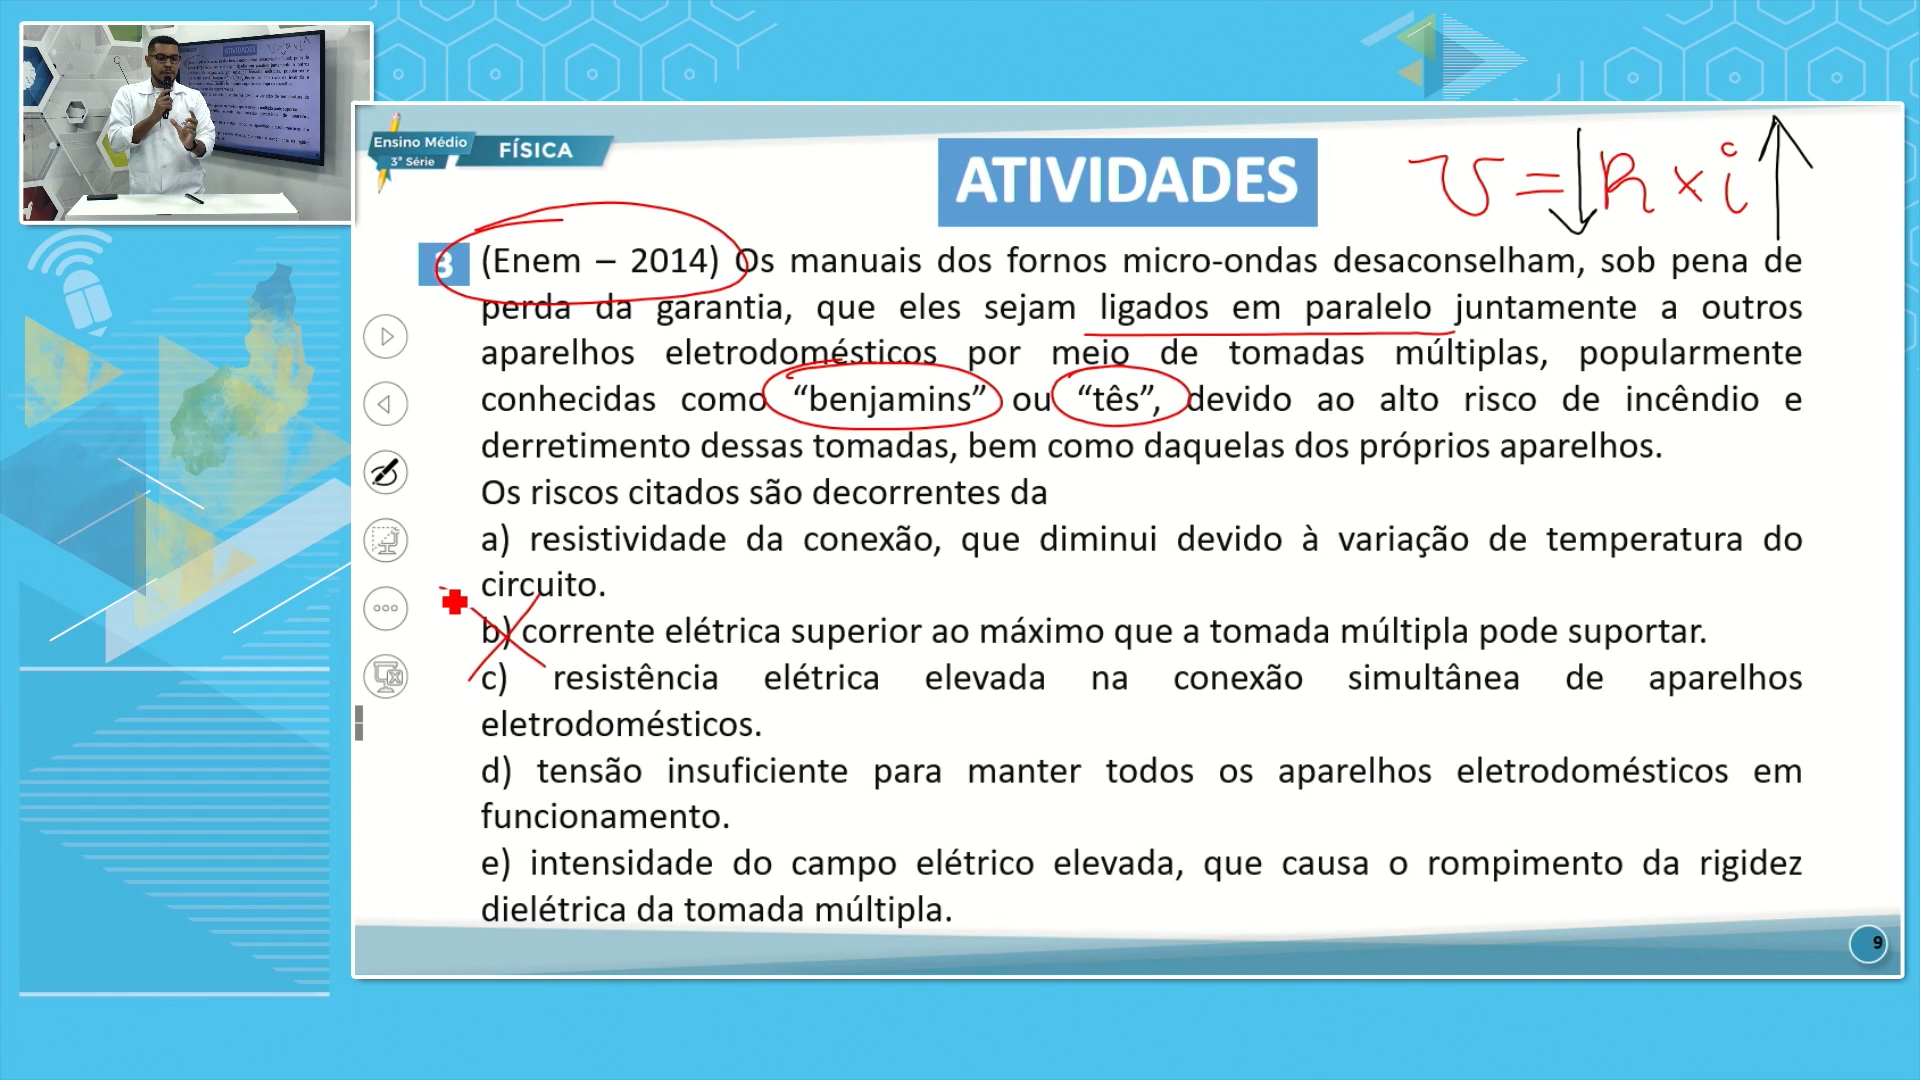 Ensino Médio
3ª Série
FÍSICA
ATIVIDADES
U = R × i
3 (Enem – 2014) Os manuais dos fornos micro-ondas desaconselham, sob pena de
perda da garantia, que eles sejam ligados em paralelo juntamente a outros
aparelhos eletrodomésticos por meio de tomadas múltiplas, popularmente
conhecidas como “benjamins” ou “tês”, devido ao alto risco de incêndio e
derretimento dessas tomadas, bem como daquelas dos próprios aparelhos.
Os riscos citados são decorrentes da
a) resistividade da conexão, que diminui devido à variação de temperatura do
circuito.
b) corrente elétrica superior ao máximo que a tomada múltipla pode suportar.
c) resistência elétrica elevada na conexão simultânea de aparelhos
eletrodomésticos.
d) tensão insuficiente para manter todos os aparelhos eletrodomésticos em
funcionamento.
e) intensidade do campo elétrico elevada, que causa o rompimento da rigidez
dielétrica da tomada múltipla.
9